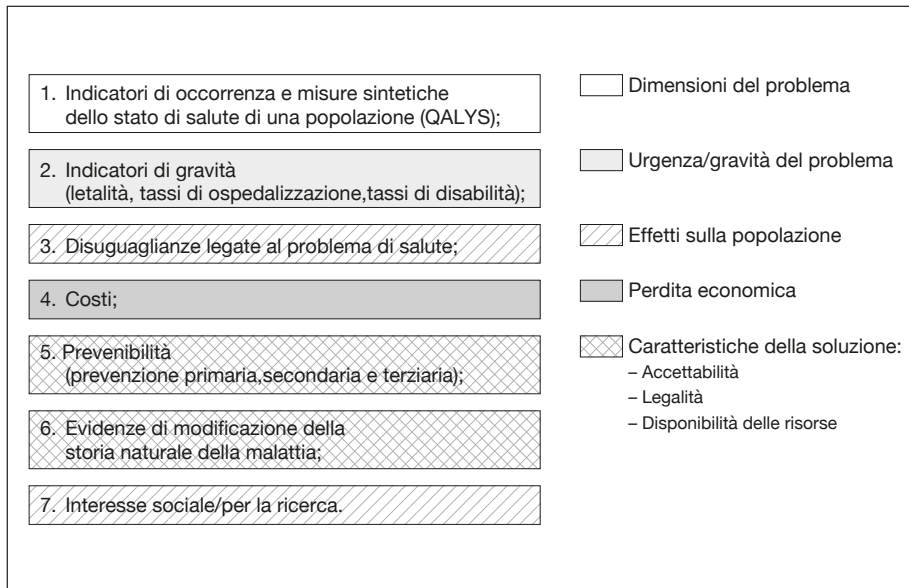 1. Indicatori di occorrenza e misure sintetiche
dello stato di salute di una popolazione (QALYS);
2. Indicatori di gravità
(letalità, tassi di ospedalizzazione,tassi di disabilità);
3. Disuguaglianze legate al problema di salute;
4. Costi;
5. Prevenibilità
(prevenzione primaria,secondaria e terziaria);
6. Evidenze di modificazione della
storia naturale della malattia;
7. Interesse sociale/per la ricerca.
Dimensioni del problema
Urgenza/gravità del problema
Effetti sulla popolazione
Perdita economica
Caratteristiche della soluzione:
– Accettabilità
– Legalità
– Disponibilità delle risorse